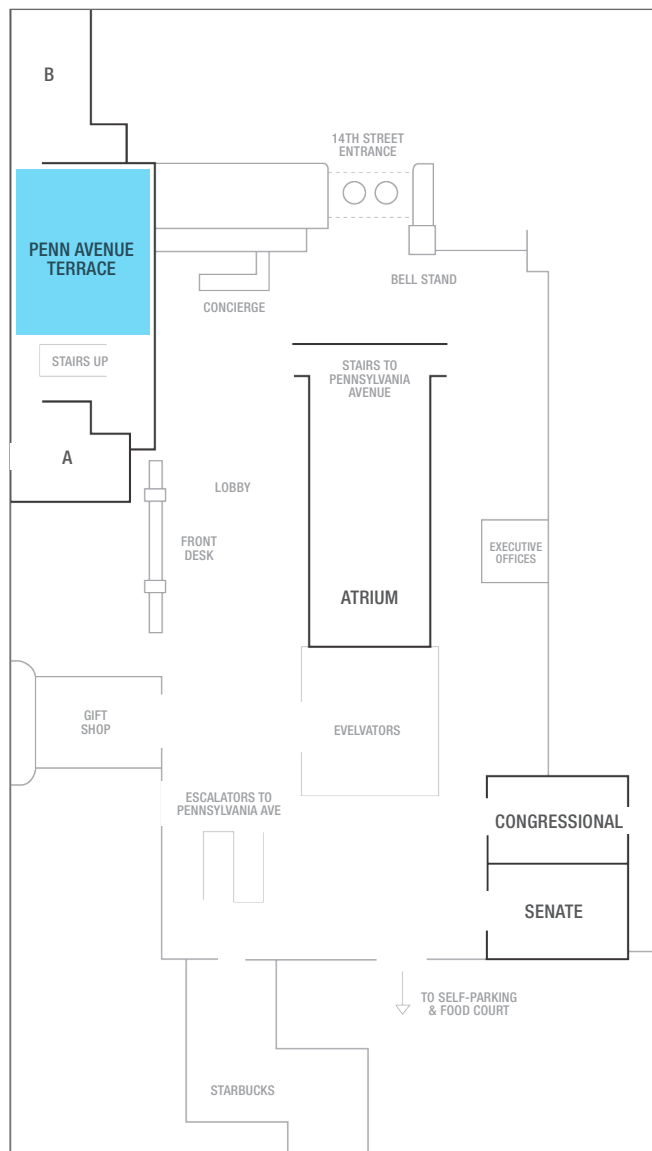 B
14TH STREET
ENTRANCE
PENN AVENUE
TERRACE
BELL STAND
CONCIERGE
STAIRS UP
STAIRS TO
PENNSYLVANIA
AVENUE
A
LOBBY
FRONT
DESK
EXECUTIVE
OFFICES
ATRIUM
GIFT
SHOP
EVELVATORS
ESCALATORS TO
PENNSYLVANIA AVE
CONGRESSIONAL
SENATE
TO SELF-PARKING
& FOOD COURT
STARBUCKS